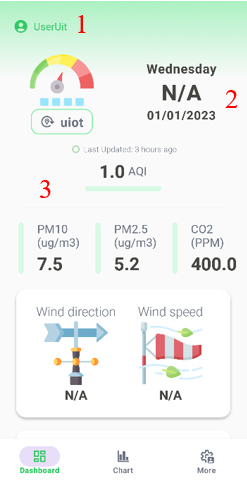 UserUit 1
Wednesday
N/A 2
01/01/2023
uiot
Last Updated: 3 hours ago
1.0 AQI
3
PM10 PM2.5 CO2
(ug/m3) (ug/m3) (PPM)
7.5 5.2 400.0
Wind direction Wind speed
N/A N/A
Dashboard Chart More